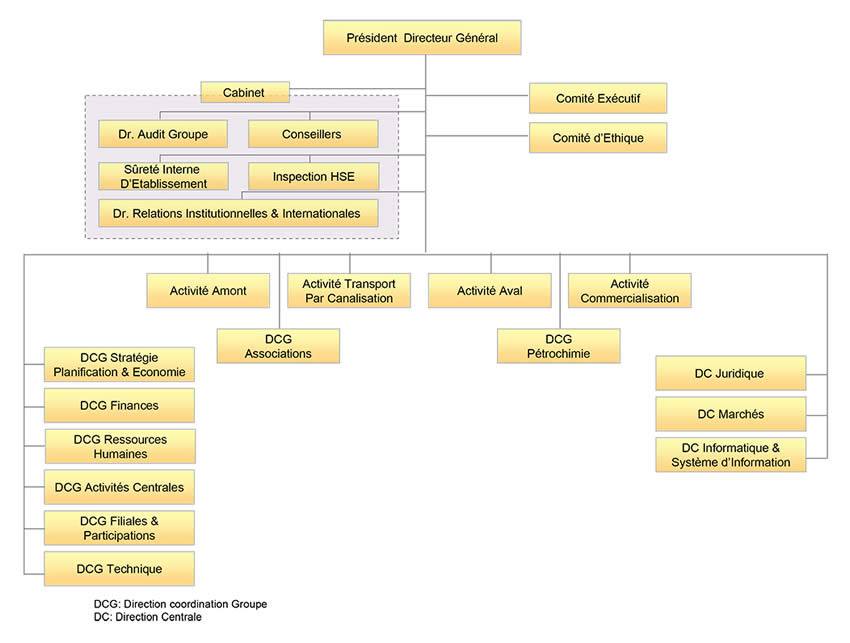 Président Directeur Général
Cabinet
Comité Exécutif
Dr. Audit Groupe
Conseillers
Comité d'Ethique
Sûreté Interne
D'Etablissement
Inspection HSE
Dr. Relations Institutionnelles & Internationales
Activité Amont
Activité Transport
Par Canalisation
Activité Aval
Activité
Commercialisation
DCG
Associations
DCG
Pétrochimie
DCG Stratégie
Planification & Economie
DCG Finances
DCG Ressources
Humaines
DCG Activités Centrales
DCG Filiales &
Participations
DCG Technique
DC Juridique
DC Marchés
DC Informatique &
Système d'Information
DCG: Direction coordination Groupe
DC: Direction Centrale